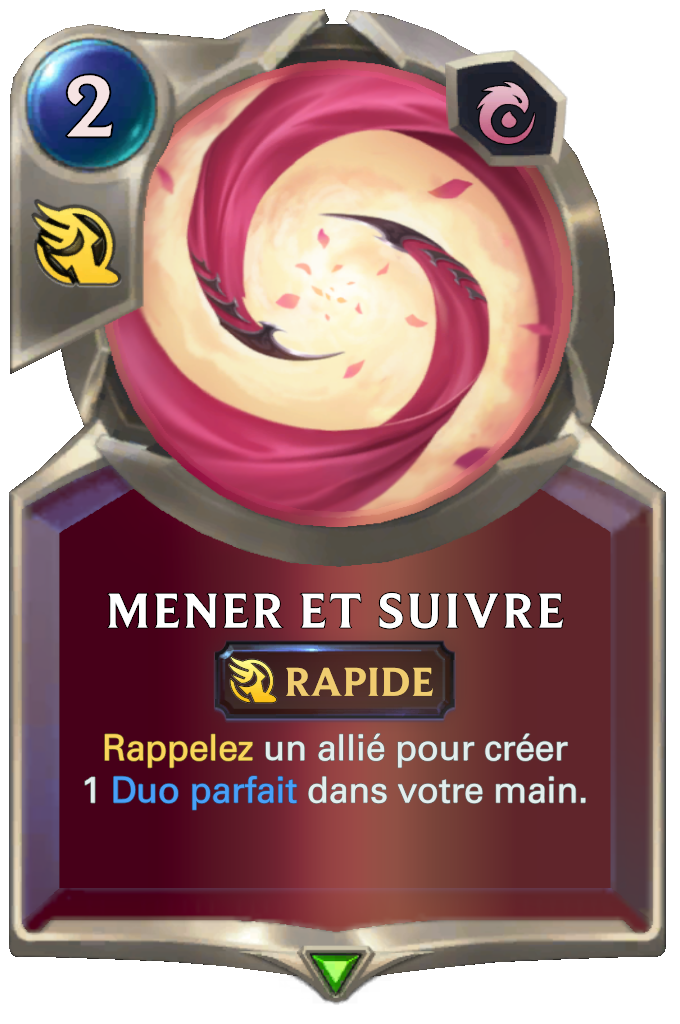 2
MENER ET SUIVRE
RAPIDE
Rappelez un allié pour créer
1 Duo parfait dans votre main.